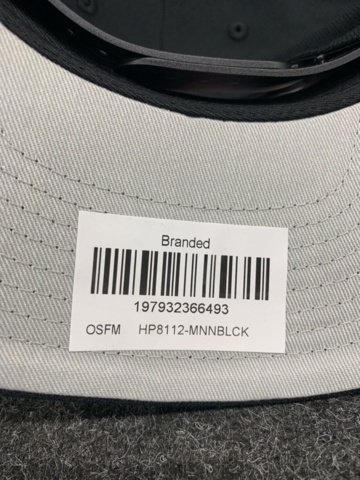 Branded
197932366493
OSFM HP8112-MNNBLCK